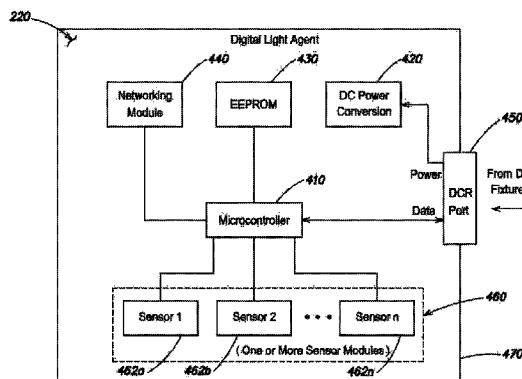 220
Digital Light Agent
440
430
420
Networking
Module
EEPROM
DC Power
Conversion
450
410
Power
From D
Fixture
DCR
Port
Microcontroller
Data
460
Sensor 1
Sensor 2
Sensor n
(One or More Sensor Modules)
462a
462b
462n
470